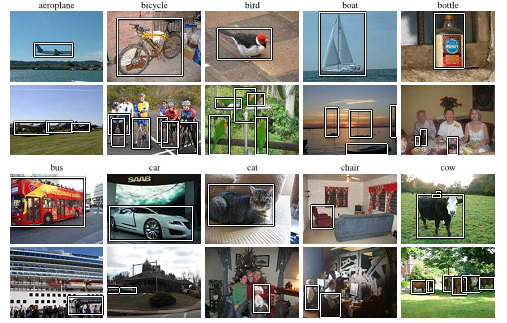 aeroplane bicycle bird boat bottle
bus car cat chair cow
SAAB